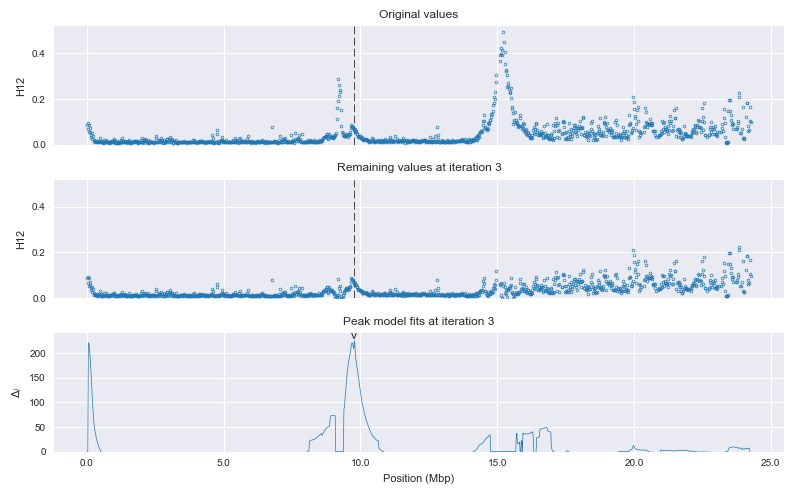 Original values
0.4
0.2
0.0
H12
Remaining values at iteration 3
0.4
0.2
0.0
H12
Peak model fits at iteration 3
200
150
100
50
0
Δi
0.0 5.0 10.0 15.0 20.0 25.0
Position (Mbp)